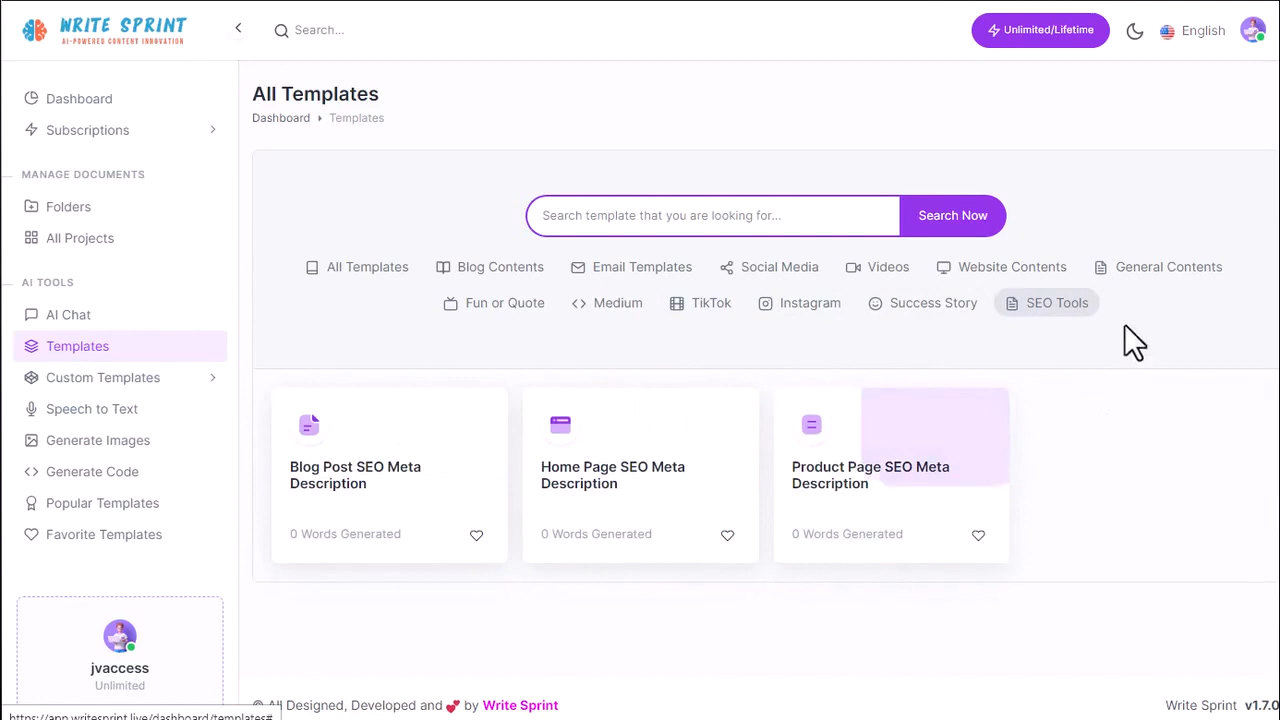 WRITE SPRINT
AI-POWERED CONTENT INNOVATION
Search...
Unlimited/Lifetime
English
Dashboard
Subscriptions
MANAGE DOCUMENTS
Folders
All Projects
AI TOOLS
AI Chat
Templates
Custom Templates
Speech to Text
Generate Images
Generate Code
Popular Templates
Favorite Templates
jvaccess
Unlimited
https://app.writesprint.live/dashboard/templates#
All Templates
Dashboard Templates
Search template that you are looking for...
Search Now
All Templates Blog Contents Email Templates Social Media Videos Website Contents General Contents
Fun or Quote Medium TikTok Instagram Success Story SEO Tools
Blog Post SEO Meta
Description
0 Words Generated
Home Page SEO Meta
Description
0 Words Generated
Product Page SEO Meta
Description
0 Words Generated
© All Designed, Developed and 💕 by Write Sprint
Write Sprint v1.7.0